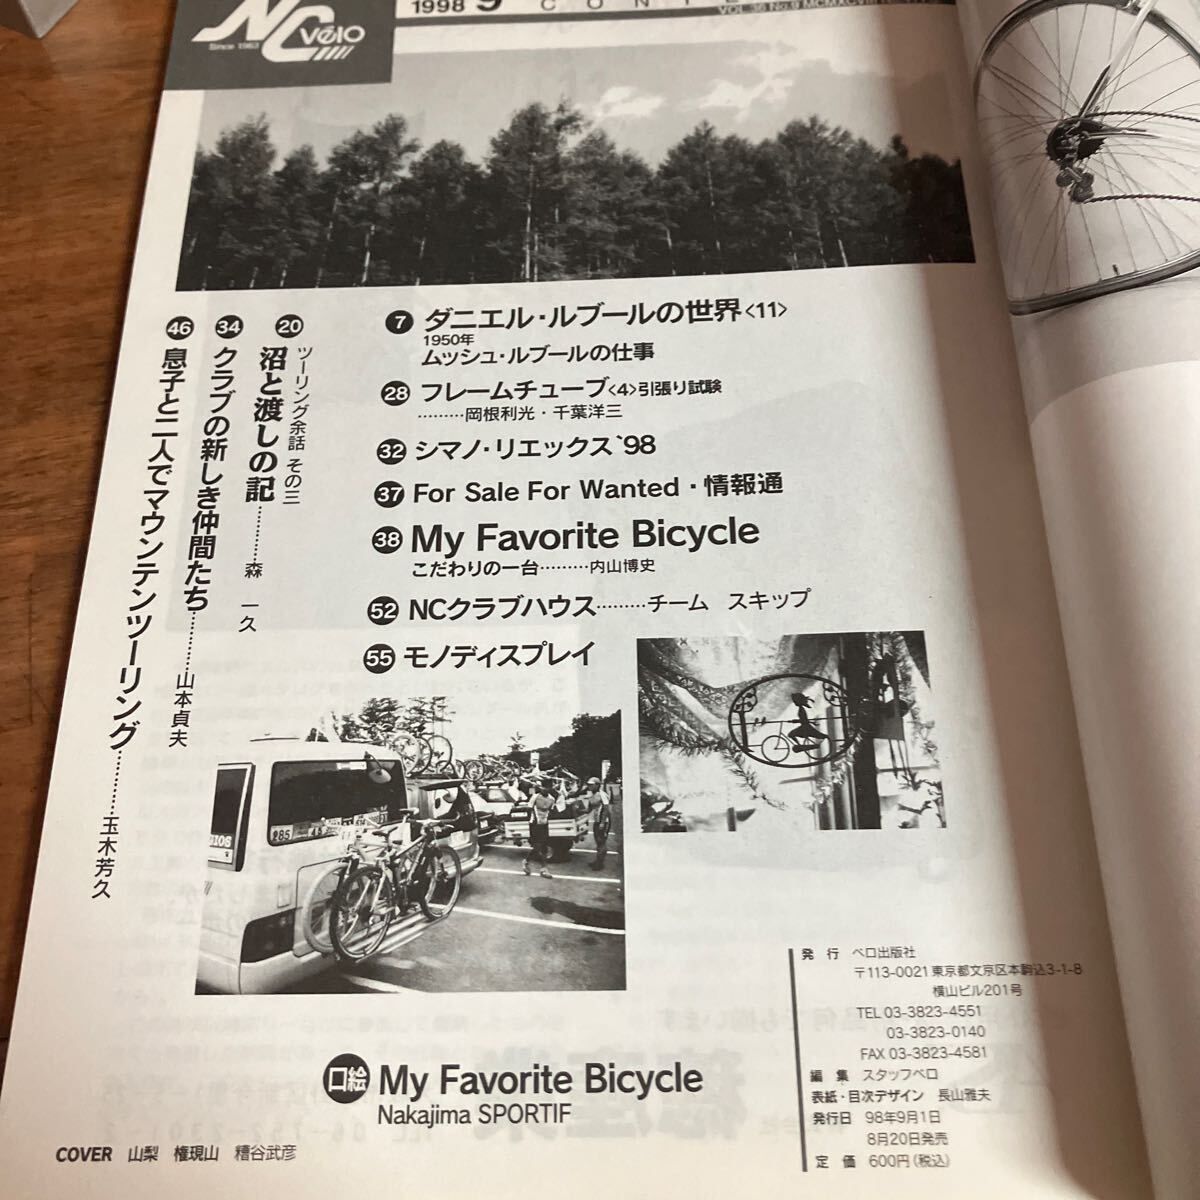 NC
vélo
Since 1963
1998 9
VOL.36 No.9
7 ダニエル・ルブールの世界〈11〉
1950年
ムッシュ・ルブールの仕事
28 フレームチューブ〈4〉引張り試験
………岡根利光・千葉洋三
32 シマノ・リエックス'98
37 For Sale For Wanted・情報通
38 My Favorite Bicycle
こだわりの一台………内山博史
52 NCクラブハウス………チーム スキップ
55 モノディスプレイ
20 ツーリング余話 その三
沼と渡しの記………森 一久
34 クラブの新しき仲間たち………山本貞夫
46 息子と二人でマウンテンツーリング………玉木芳久
口絵 My Favorite Bicycle
Nakajima SPORTIF
COVER 山梨 権現山 糟谷武彦
発行 ベロ出版社
〒113-0021 東京都文京区本駒込3-1-8
横山ビル201号
TEL 03-3823-4551
03-3823-0140
FAX 03-3823-4581
編集 スタッフベロ
表紙・目次デザイン 長山雅夫
発行日 98年9月1日
8月20日発売
定価 600円(税込)